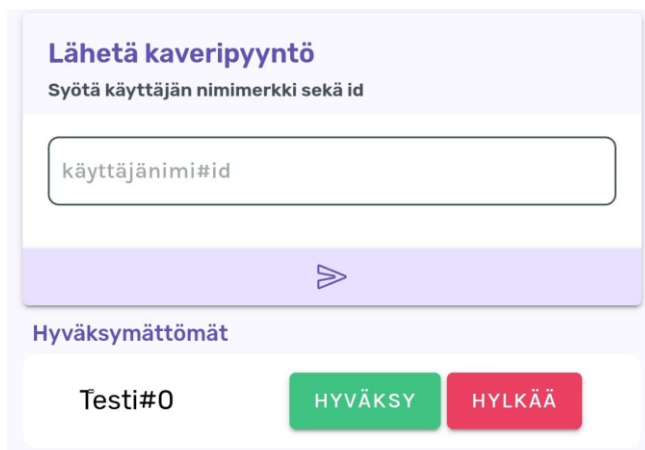 Lähetä kaveripyyntö
Syötä käyttäjän nimimerkki sekä id
käyttäjänimi#id
Hyväksymättömät
Testi#0 HYVÄKSY HYLKÄÄ